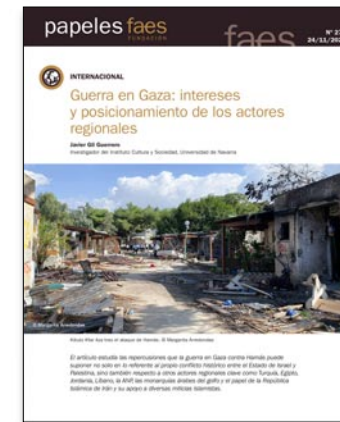 papeles faes
FUNDACIÓN
faes
Nº 27
24/11/202
INTERNACIONAL
Guerra en Gaza: intereses
y posicionamiento de los actores
regionales
Javier Gil Guerrero
Investigador del Instituto Cultura y Sociedad, Universidad de Navarra
© Margarita Arredondas
Kibutz Kfar Aza tras el ataque de Hamás. © Margarita Arredondas
El artículo estudia las repercusiones que la guerra en Gaza contra Hamás puede
suponer no solo en lo referente al propio conflicto histórico entre el Estado de Israel y
Palestina, sino también respecto a otros actores regionales clave como Turquía, Egipto,
Jordania, Líbano, la ANP, las monarquías árabes del golfo y el papel de la República
Islámica de Irán y su apoyo a diversas milicias islamistas.